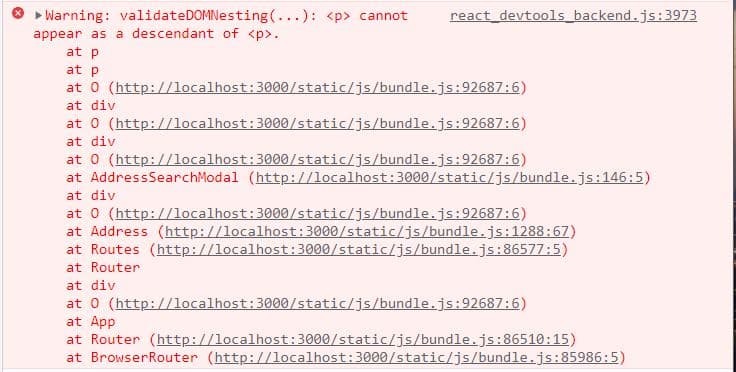 Warning: validateDOMNesting(...): <p> cannot react_devtools_backend.js:3973
appear as a descendant of <p>.
at p
at p
at O (http://localhost:3000/static/js/bundle.js:92687:6)
at div
at O (http://localhost:3000/static/js/bundle.js:92687:6)
at div
at O (http://localhost:3000/static/js/bundle.js:92687:6)
at AddressSearchModal (http://localhost:3000/static/js/bundle.js:146:5)
at div
at O (http://localhost:3000/static/js/bundle.js:92687:6)
at Address (http://localhost:3000/static/js/bundle.js:1288:67)
at Routes (http://localhost:3000/static/js/bundle.js:86577:5)
at Router
at div
at O (http://localhost:3000/static/js/bundle.js:92687:6)
at App
at Router (http://localhost:3000/static/js/bundle.js:86510:15)
at BrowserRouter (http://localhost:3000/static/js/bundle.js:85986:5)